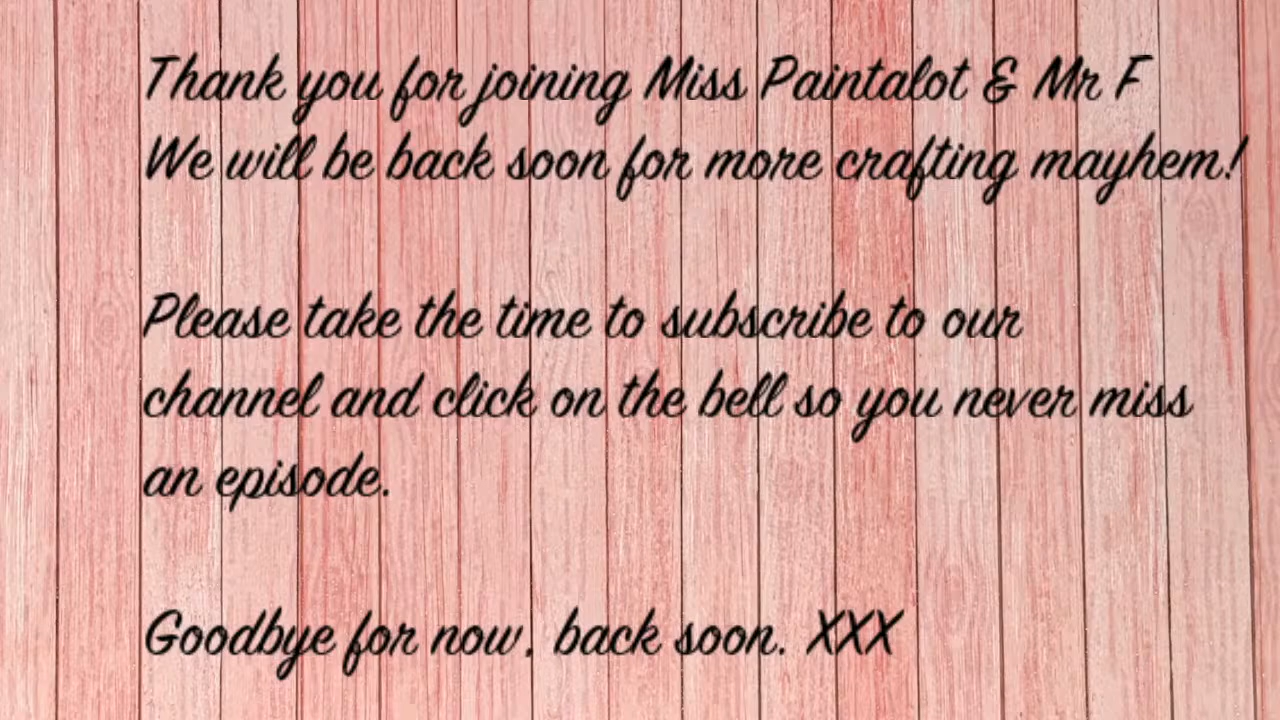 Thank you for joining Miss Paintalot & Mr F
We will be back soon for more crafting mayhem!
Please take the time to subscribe to our
channel and click on the bell so you never miss
an episode.
Goodbye for now, back soon. XXX